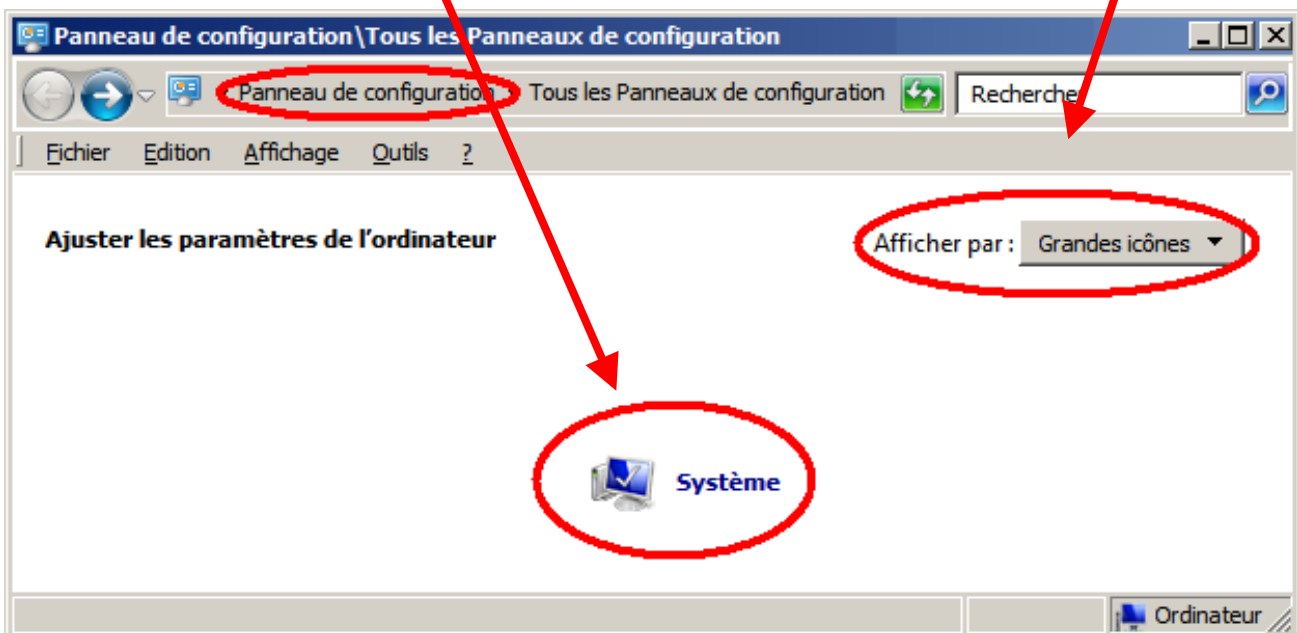 Panneau de configuration\Tous les Panneaux de configuration
Panneau de configuration Tous les Panneaux de configuration Rechercher
Fichier Edition Affichage Outils ?
Ajuster les paramètres de l'ordinateur
Afficher par : Grandes icônes
Système
Ordinateur